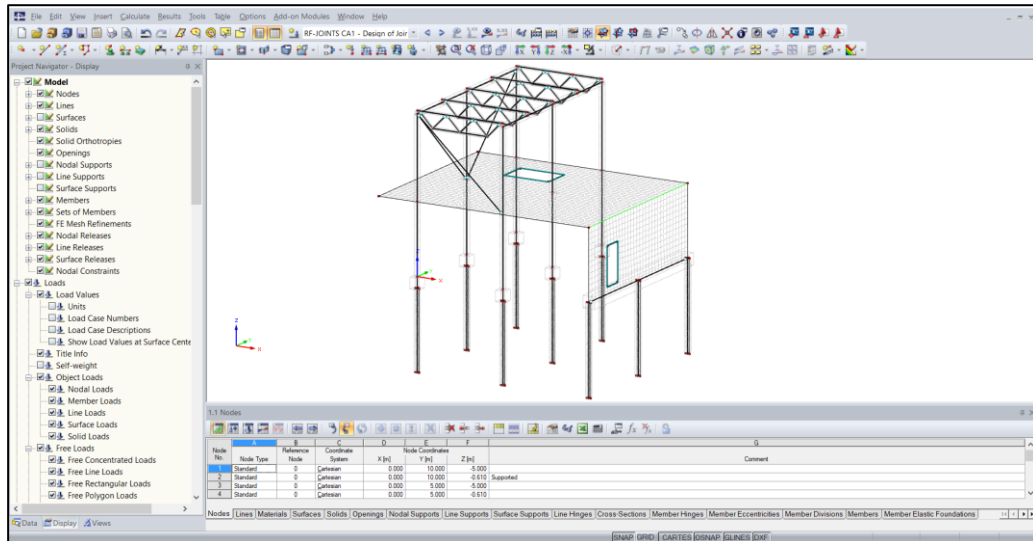 File Edit View Insert Calculate Results Tools Table Options Add-on Modules Window Help
RF-JOINTS CA1 - Design of Joir
Project Navigator - Display
Model
Nodes
Lines
Surfaces
Solids
Solid Orthotropies
Openings
Nodal Supports
Line Supports
Surface Supports
Members
Sets of Members
FE Mesh Refinements
Nodal Releases
Line Releases
Surface Releases
Nodal Constraints
Loads
Load Values
Units
Load Case Numbers
Load Case Descriptions
Show Load Values at Surface Cente
Title Info
Self-weight
Object Loads
Nodal Loads
Member Loads
Line Loads
Surface Loads
Solid Loads
Free Loads
Free Concentrated Loads
Free Line Loads
Free Rectangular Loads
Free Polygon Loads
Data Display Views
Z
X
Z
X
1.1 Nodes
A B C D E F G
Node Reference Coordinate Node Coordinates
No. Node Type Node System X [m] Y [m] Z [m] Comment
1 Standard 0 Cartesian 0.000 10.000 -5.000
2 Standard 0 Cartesian 0.000 10.000 -0.610 Supported
3 Standard 0 Cartesian 0.000 5.000 -5.000
4 Standard 0 Cartesian 0.000 5.000 -0.610
Nodes Lines Materials Surfaces Solids Openings Nodal Supports Line Supports Surface Supports Line Hinges Cross-Sections Member Hinges Member Eccentricities Member Divisions Members Member Elastic Foundations
SNAP GRID CARTES OSNAP GLINES DXF